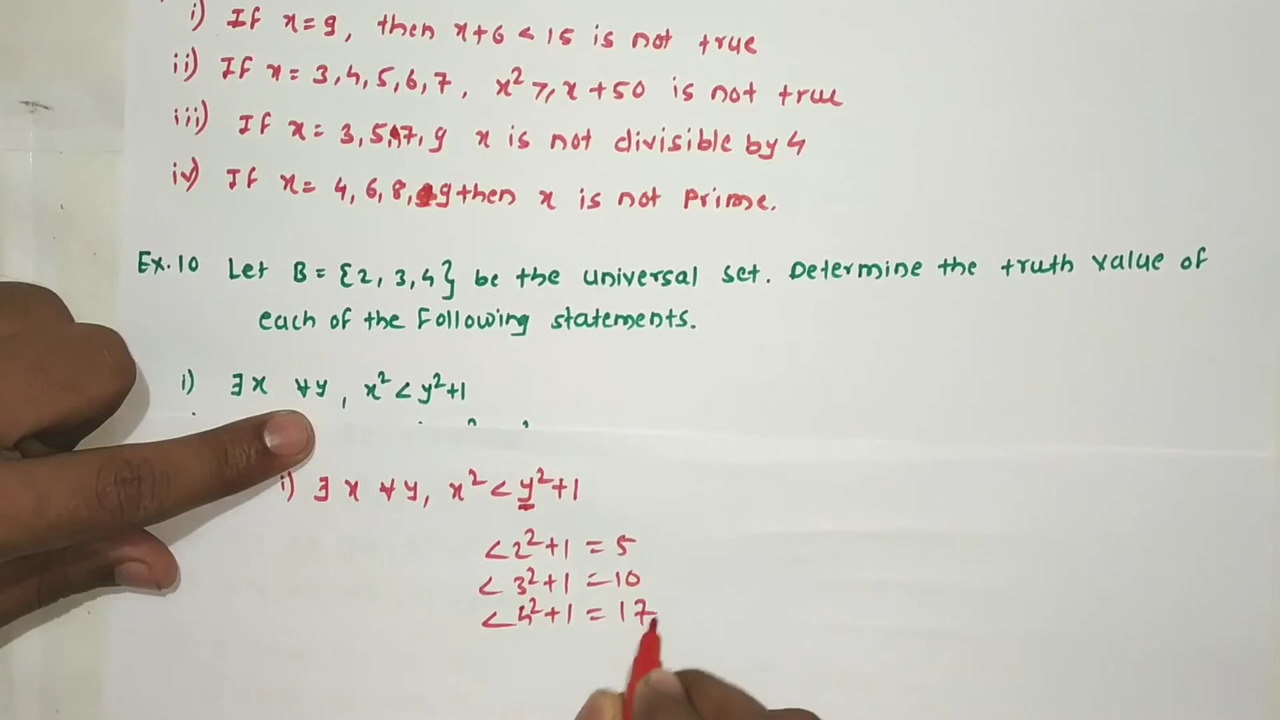 i) If x=9, then x+6 < 15 is not true
ii) If x= 3,4,5,6,7, x² ≥ x +50 is not true
iii) If x= 3,5,7,9 x is not divisible by 4
iv) If x= 4,6,8,9 then x is not Prime.
Ex.10 Let B= {2, 3,4} be the universal set. Determine the truth value of
each of the Following statements.
i) ∃x ∀y, x² < y²+1
i) ∃ x ∀ y, x² < y²+1
<2²+1 = 5
< 3²+1 =10
<4²+1 = 17